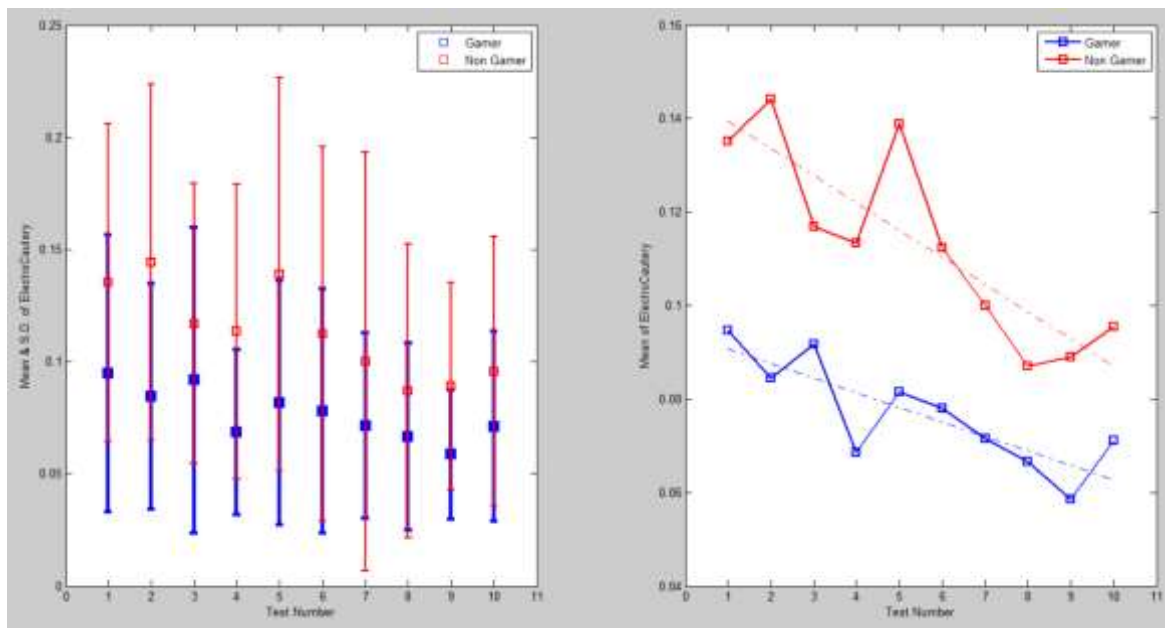 0.25
0.2
0.15
0.1
0.05
0
Mean & S.D. of ElectroCautery
Gamer
Non Gamer
0 1 2 3 4 5 6 7 8 9 10 11
Test Number
0.16
0.14
0.12
0.1
0.08
0.06
0.04
Mean of ElectroCautery
Gamer
Non Gamer
0 1 2 3 4 5 6 7 8 9 10 11
Test Number